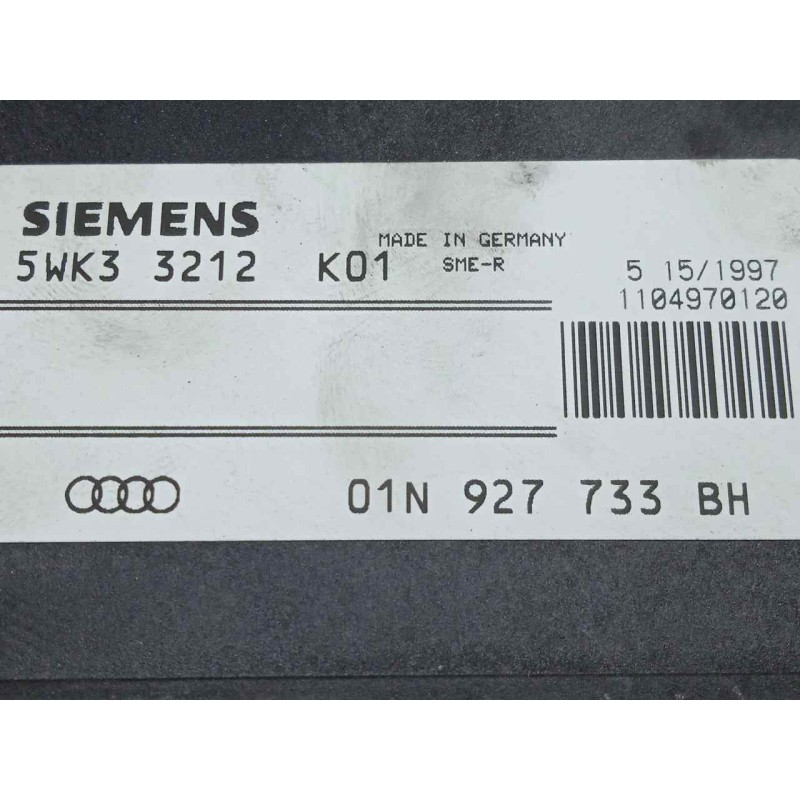 SIEMENS
MADE IN GERMANY
5WK3 3212 K01 SME-R
5 15/1997
1104970120
01N 927 733 BH